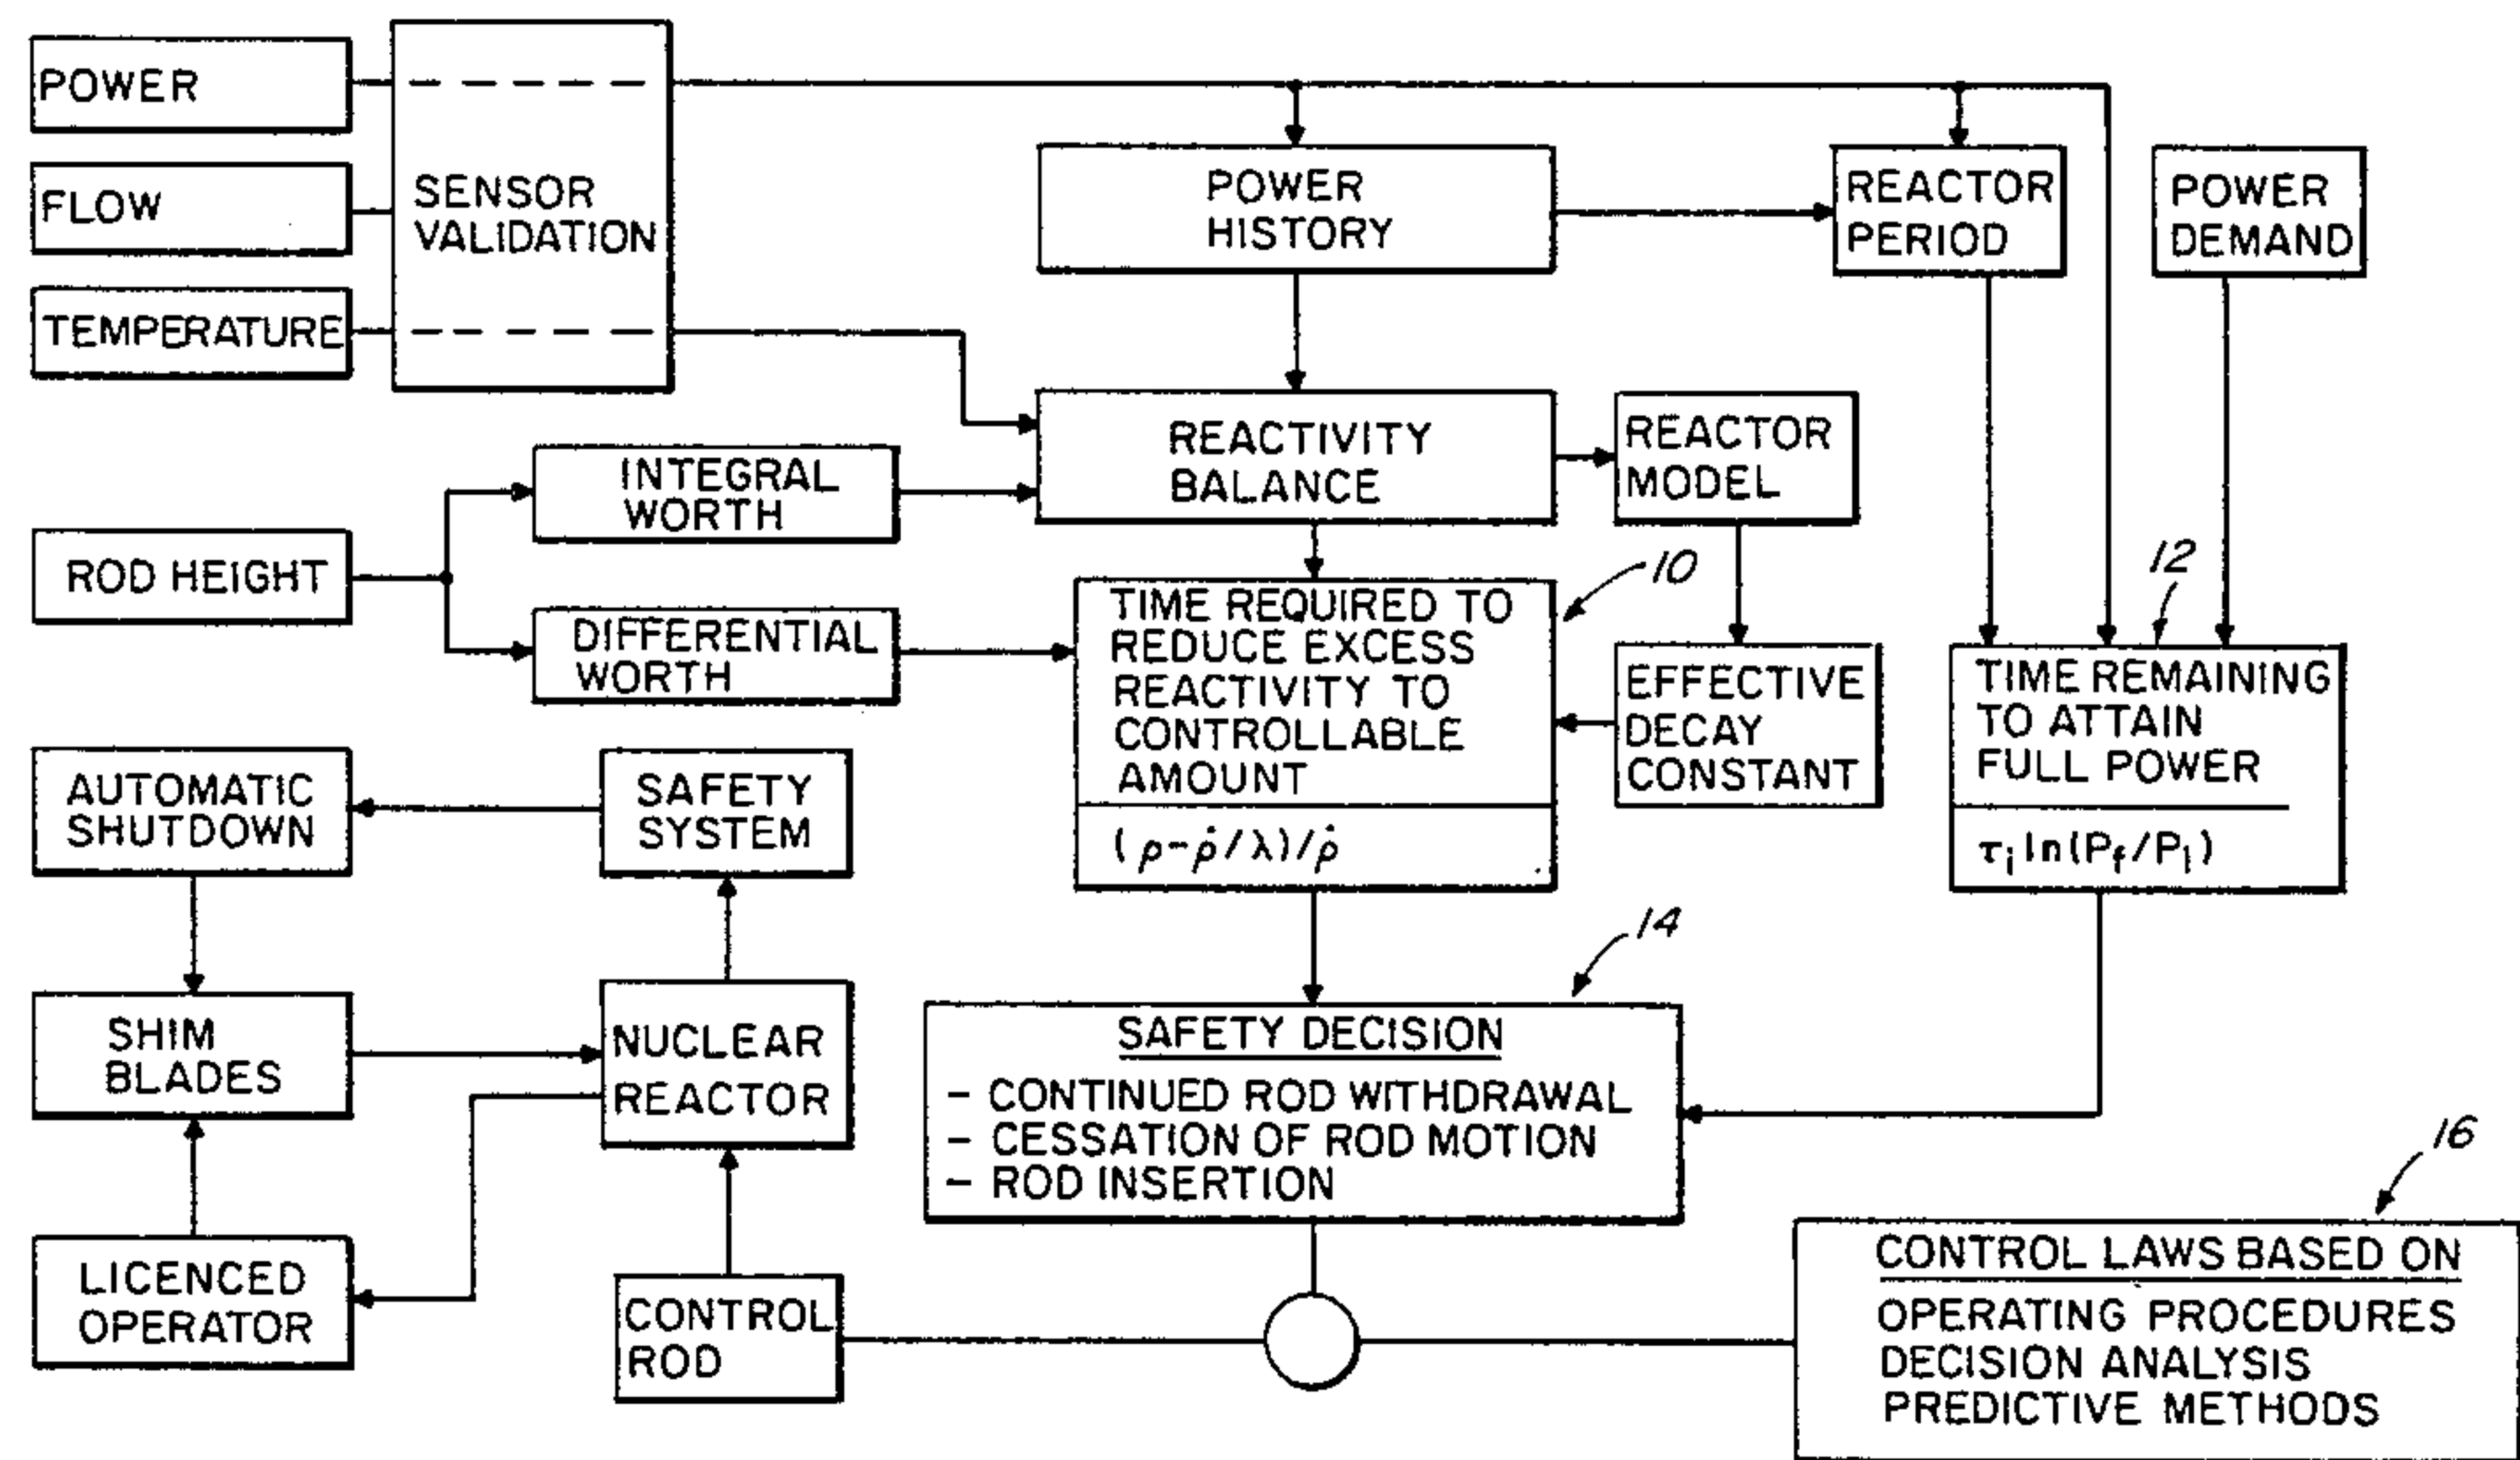 POWER
FLOW
TEMPERATURE
SENSOR
VALIDATION
POWER
HISTORY
REACTOR
PERIOD
POWER
DEMAND
REACTIVITY
BALANCE
REACTOR
MODEL
INTEGRAL
WORTH
ROD HEIGHT
DIFFERENTIAL
WORTH
10
TIME REQUIRED TO
REDUCE EXCESS
REACTIVITY TO
CONTROLLABLE
AMOUNT
(ρ-ρ̇/λ)/ρ̇
EFFECTIVE
DECAY
CONSTANT
12
TIME REMAINING
TO ATTAIN
FULL POWER
τi ln(Pf/Pi)
AUTOMATIC
SHUTDOWN
SAFETY
SYSTEM
SHIM
BLADES
NUCLEAR
REACTOR
14
SAFETY DECISION
- CONTINUED ROD WITHDRAWAL
- CESSATION OF ROD MOTION
- ROD INSERTION
LICENCED
OPERATOR
CONTROL
ROD
16
CONTROL LAWS BASED ON
OPERATING PROCEDURES
DECISION ANALYSIS
PREDICTIVE METHODS